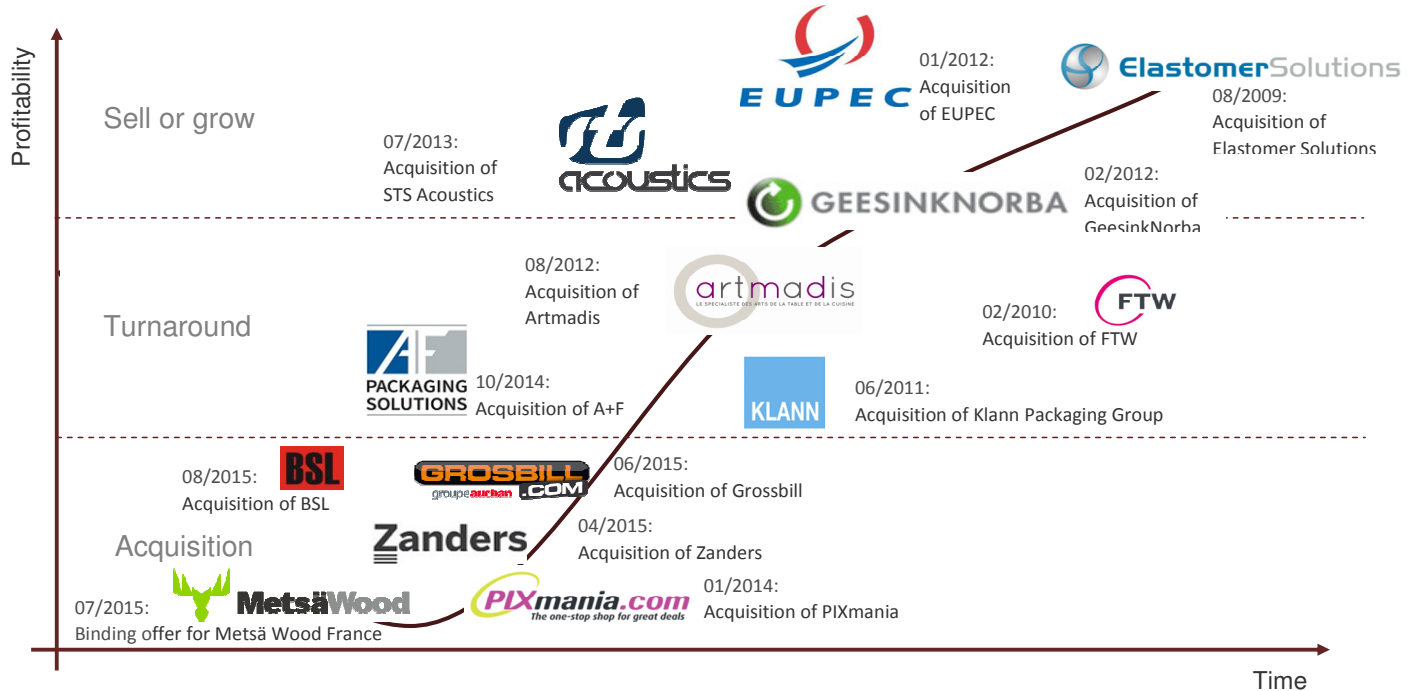 Profitability
Sell or grow
EUPEC
01/2012:
Acquisition
of EUPEC
ElastomerSolutions
08/2009:
Acquisition of
Elastomer Solutions
07/2013:
Acquisition of
STS Acoustics
acoustics
GEESINKNORBA
02/2012:
Acquisition of
GeesinkNorba
Turnaround
08/2012:
Acquisition of
Artmadis
artmadis
LE SPECIALISTE DES ARTS DE LA TABLE ET DE LA CUISINE
FTW
02/2010:
Acquisition of FTW
AF
PACKAGING
SOLUTIONS
10/2014:
Acquisition of A+F
KLANN
06/2011:
Acquisition of Klann Packaging Group
Acquisition
08/2015:
Acquisition of BSL
BSL
GROSBILL
.COM
groupe auchan
06/2015:
Acquisition of Grossbill
Zanders
04/2015:
Acquisition of Zanders
07/2015:
Binding offer for Metsä Wood France
MetsäWood
PIXmania.com
The one-stop shop for great deals
01/2014:
Acquisition of PIXmania
Time